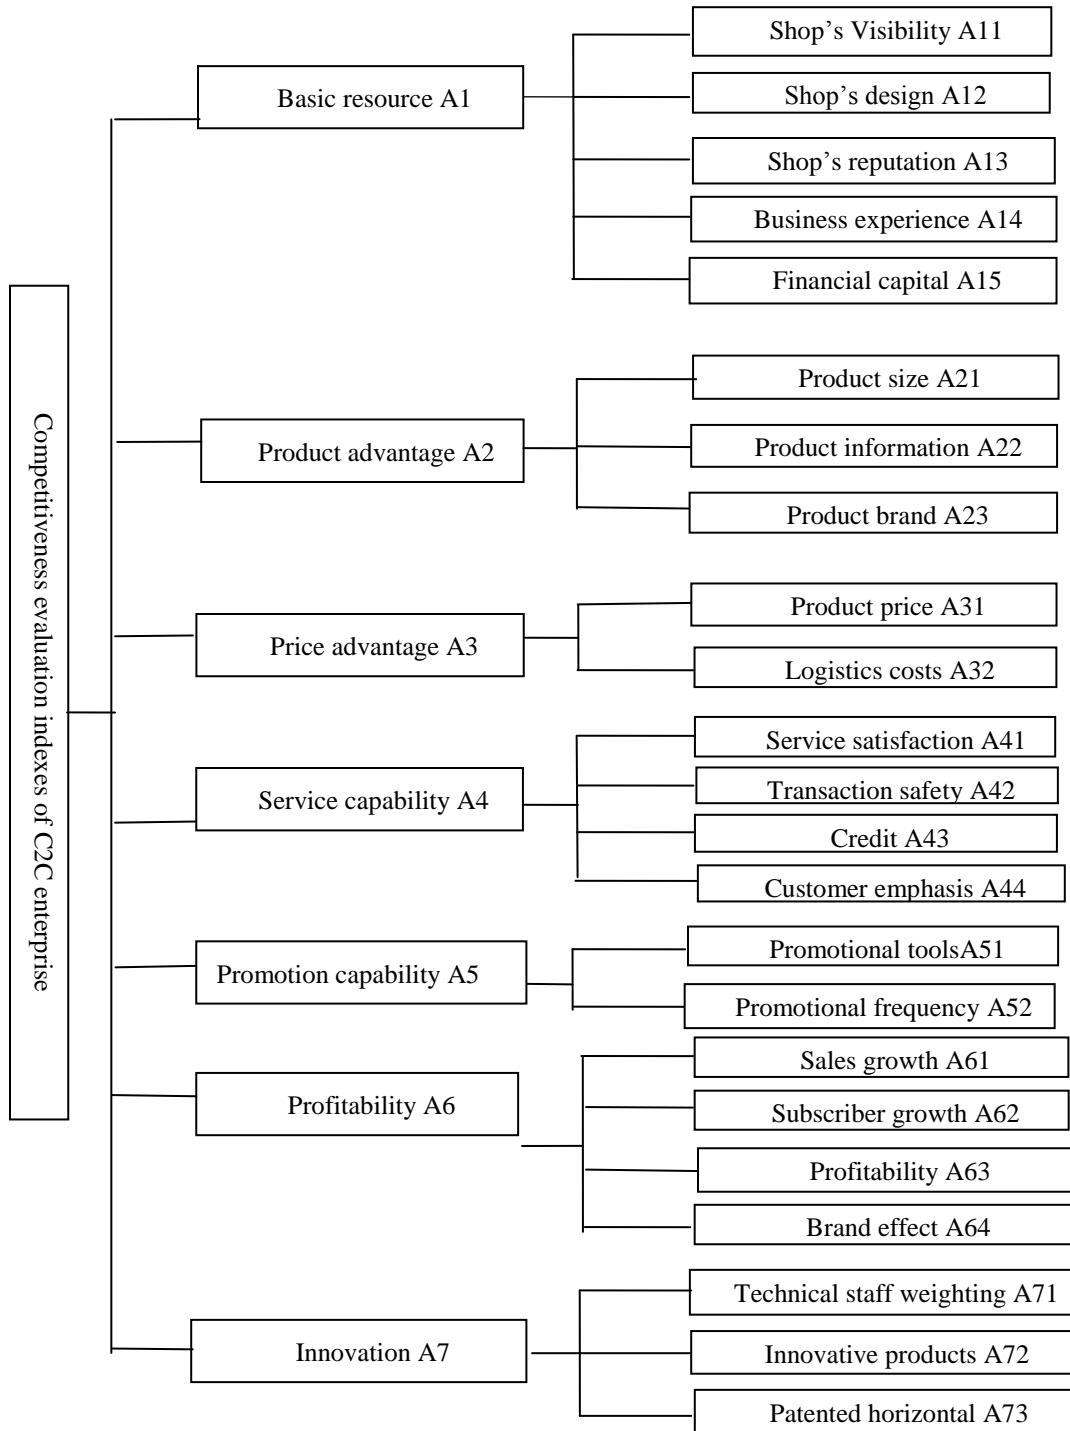 Competitiveness evaluation indexes of C2C enterprise
Basic resource A1
Shop’s Visibility A11
Shop’s design A12
Shop’s reputation A13
Business experience A14
Financial capital A15
Product advantage A2
Product size A21
Product information A22
Product brand A23
Price advantage A3
Product price A31
Logistics costs A32
Service capability A4
Service satisfaction A41
Transaction safety A42
Credit A43
Customer emphasis A44
Promotion capability A5
Promotional toolsA51
Promotional frequency A52
Profitability A6
Sales growth A61
Subscriber growth A62
Profitability A63
Brand effect A64
Innovation A7
Technical staff weighting A71
Innovative products A72
Patented horizontal A73